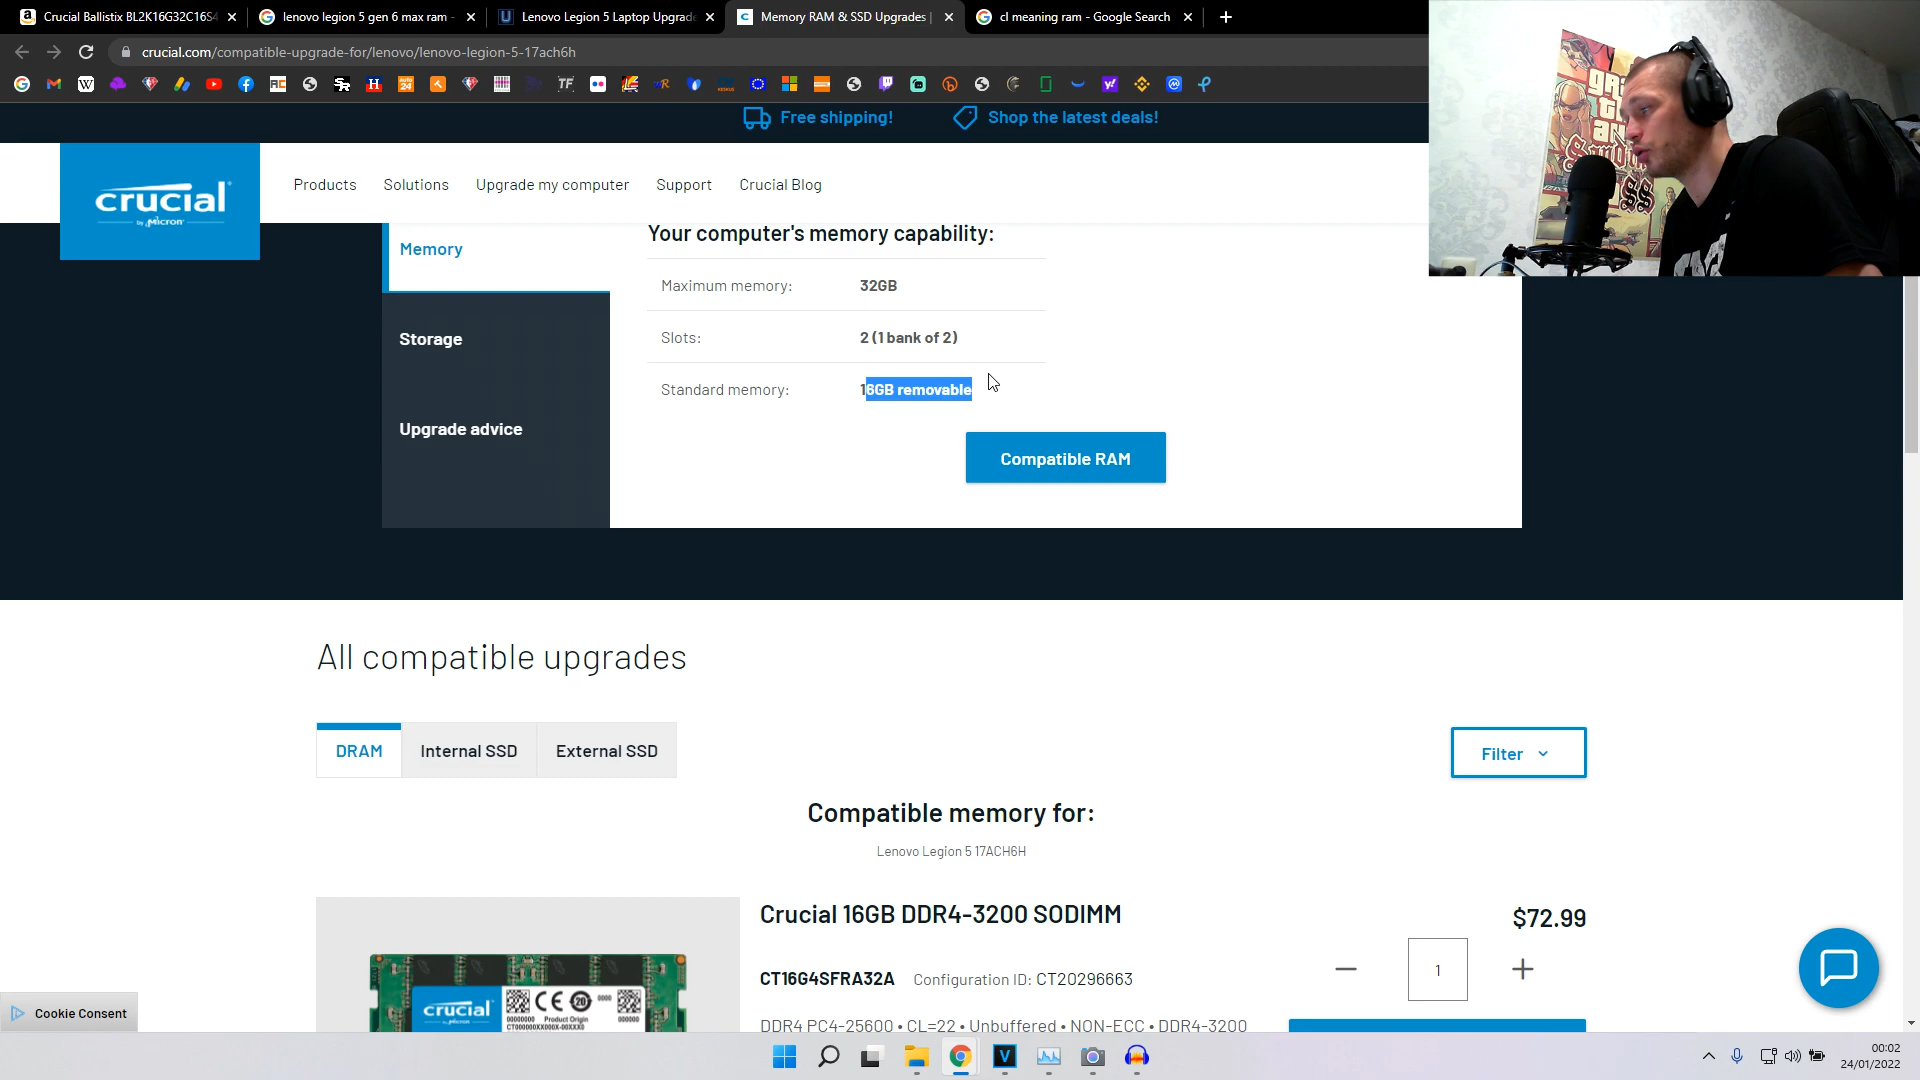 Crucial Ballistix BL2K16G32C16S4
lenovo legion 5 gen 6 max ram -
Lenovo Legion 5 Laptop Upgrade
Memory RAM & SSD Upgrades |
cl meaning ram - Google Search
crucial.com/compatible-upgrade-for/lenovo/lenovo-legion-5-17ach6h
Free shipping!
Shop the latest deals!
crucial
by Micron
Products
Solutions
Upgrade my computer
Support
Crucial Blog
Memory
Storage
Upgrade advice
Your computer's memory capability:
Maximum memory: 32GB
Slots: 2 (1 bank of 2)
Standard memory: 16GB removable
Compatible RAM
All compatible upgrades
DRAM
Internal SSD
External SSD
Filter
Compatible memory for:
Lenovo Legion 5 17ACH6H
Crucial 16GB DDR4-3200 SODIMM
$72.99
CT16G4SFRA32A Configuration ID: CT20296663
1
DDR4 PC4-25600 • CL=22 • Unbuffered • NON-ECC • DDR4-3200
crucial
Product Origin
Cookie Consent
00:02
24/01/2022